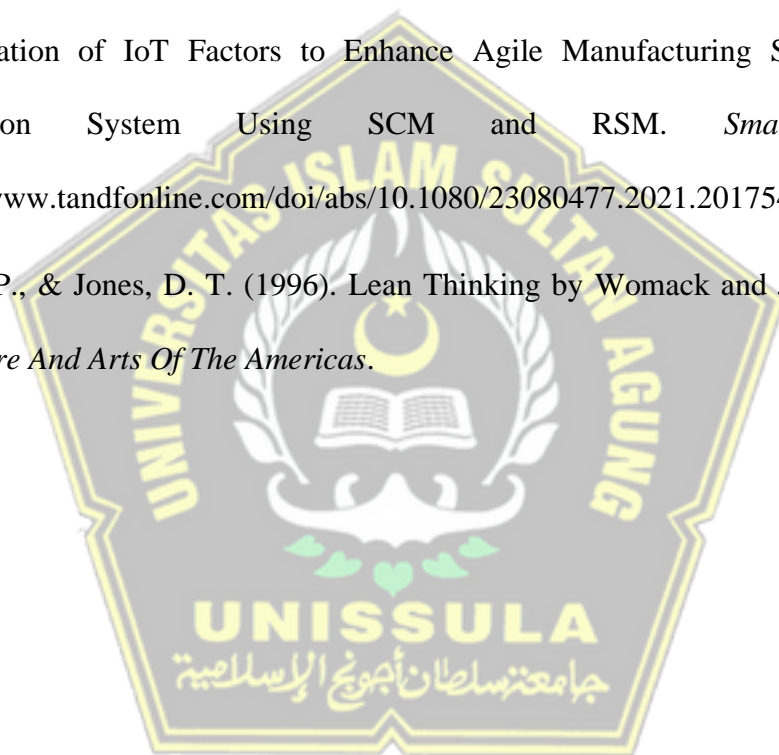 ation of IoT Factors to Enhance Agile Manufacturing S
on System Using SCM and RSM. Sma
www.tandfonline.com/doi/abs/10.1080/23080477.2021.201754
P., & Jones, D. T. (1996). Lean Thinking by Womack and
re And Arts Of The Americas.
UNIVERSITAS ISLAM SULTAN AGUNG
UNISSULA
جامعة سلطان أجونج الإسلامية